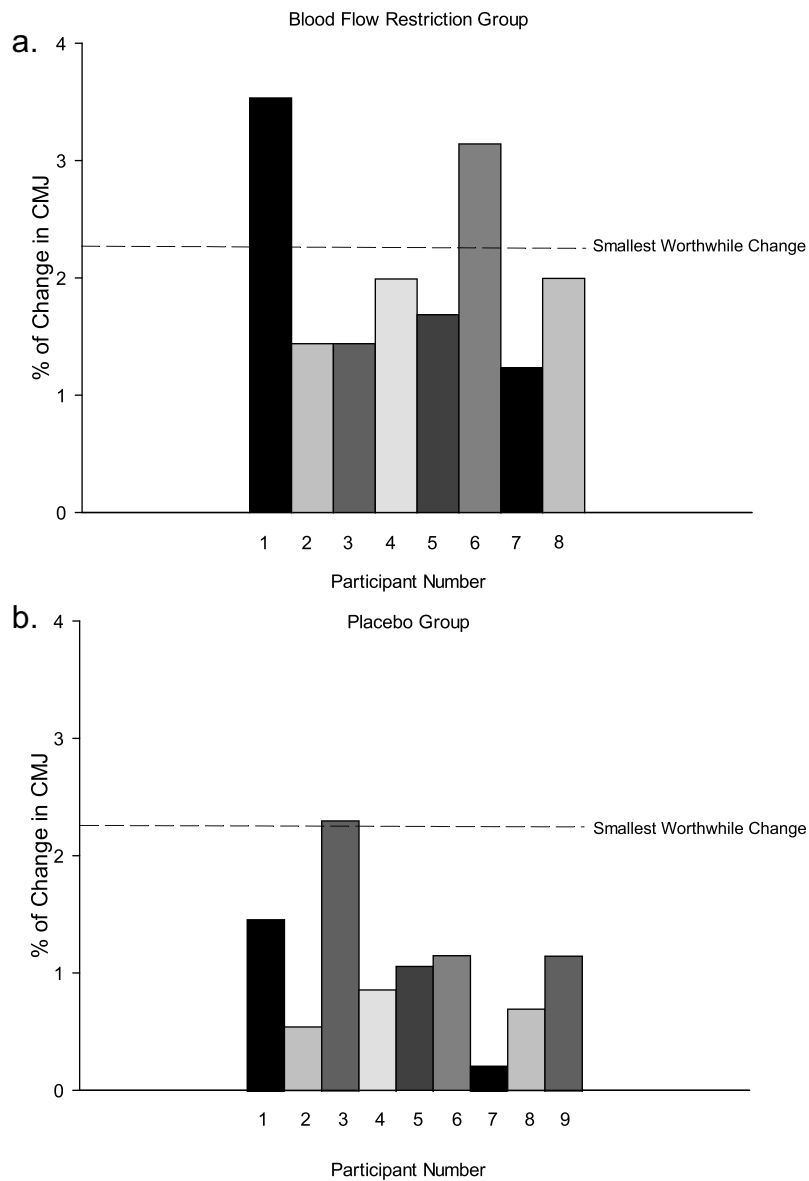 Blood Flow Restriction Group
a.
4
3
2
1
0
% of Change in CMJ
Smallest Worthwhile Change
1 2 3 4 5 6 7 8
Participant Number
b.
Placebo Group
4
3
2
1
0
% of Change in CMJ
Smallest Worthwhile Change
1 2 3 4 5 6 7 8 9
Participant Number